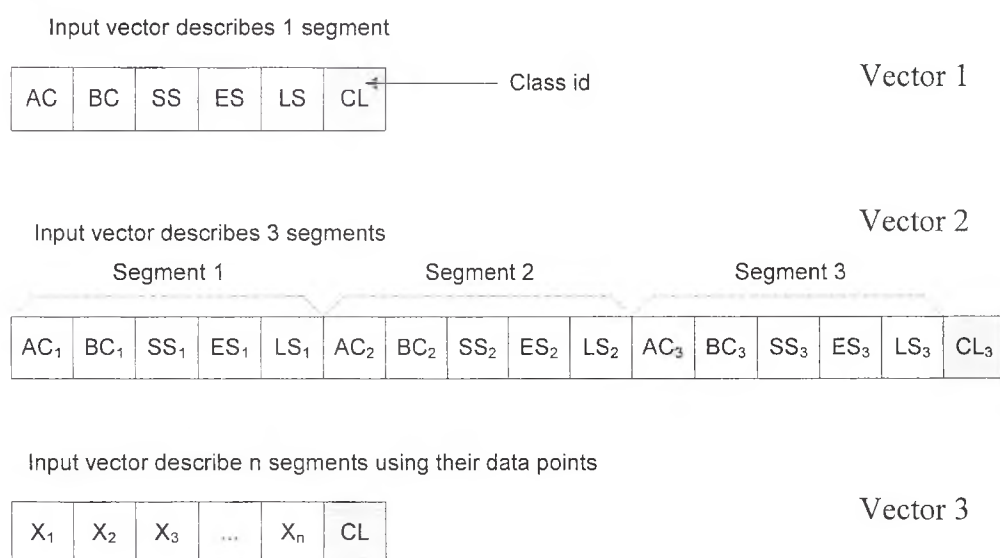 Input vector describes 1 segment
AC BC SS ES LS CL
Class id
Vector 1
Vector 2
Input vector describes 3 segments
Segment 1 Segment 2 Segment 3
AC₁ BC₁ SS₁ ES₁ LS₁ AC₂ BC₂ SS₂ ES₂ LS₂ AC₃ BC₃ SS₃ ES₃ LS₃ CL₃
Input vector describe n segments using their data points
Vector 3
X₁ X₂ X₃ ... Xₙ CL